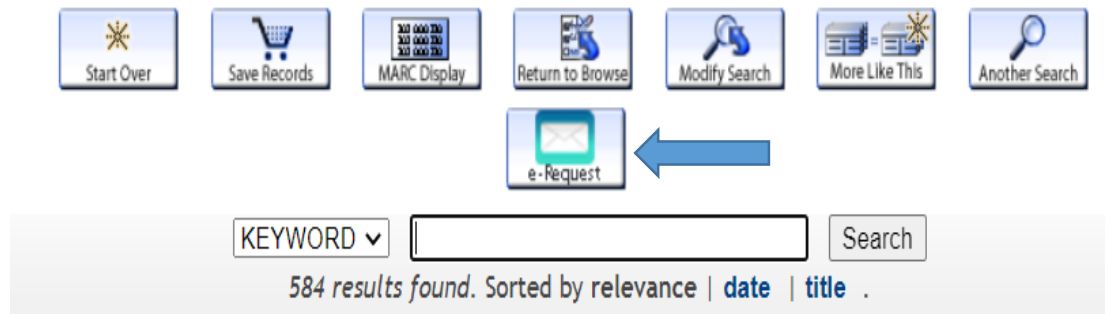 Start Over Save Records MARC Display Return to Browse Modify Search More Like This Another Search
e-Request
KEYWORD Search
584 results found. Sorted by relevance | date | title .